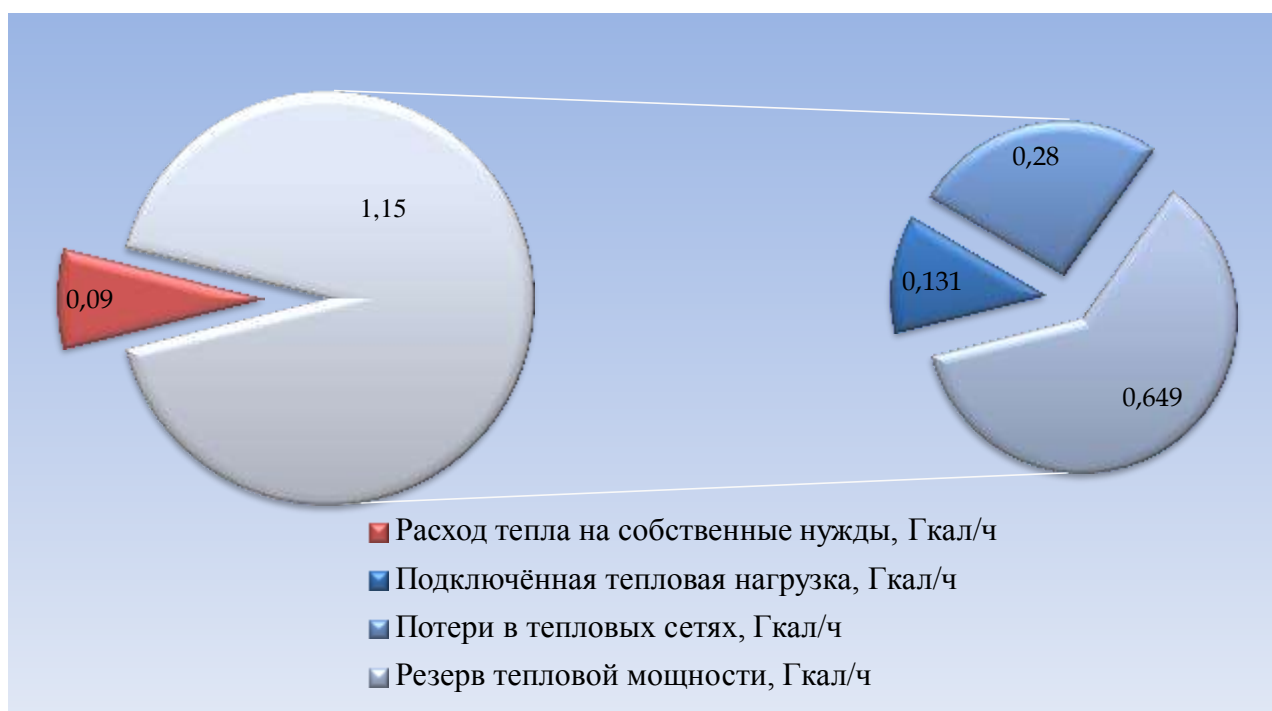 0,28
1,15
0,131
0,09
0,649
Расход тепла на собственные нужды, Гкал/ч
Подключённая тепловая нагрузка, Гкал/ч
Потери в тепловых сетях, Гкал/ч
Резерв тепловой мощности, Гкал/ч